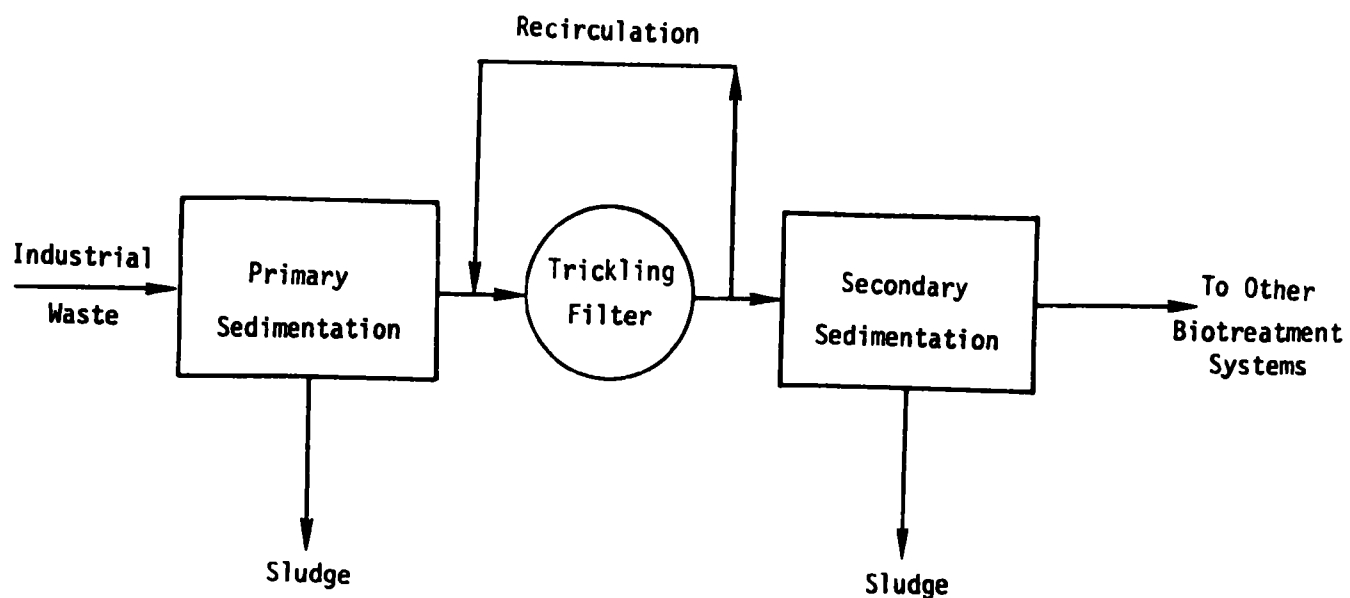 Recirculation
Industrial
Waste
Primary
Sedimentation
Trickling
Filter
Secondary
Sedimentation
To Other
Biotreatment
Systems
Sludge
Sludge